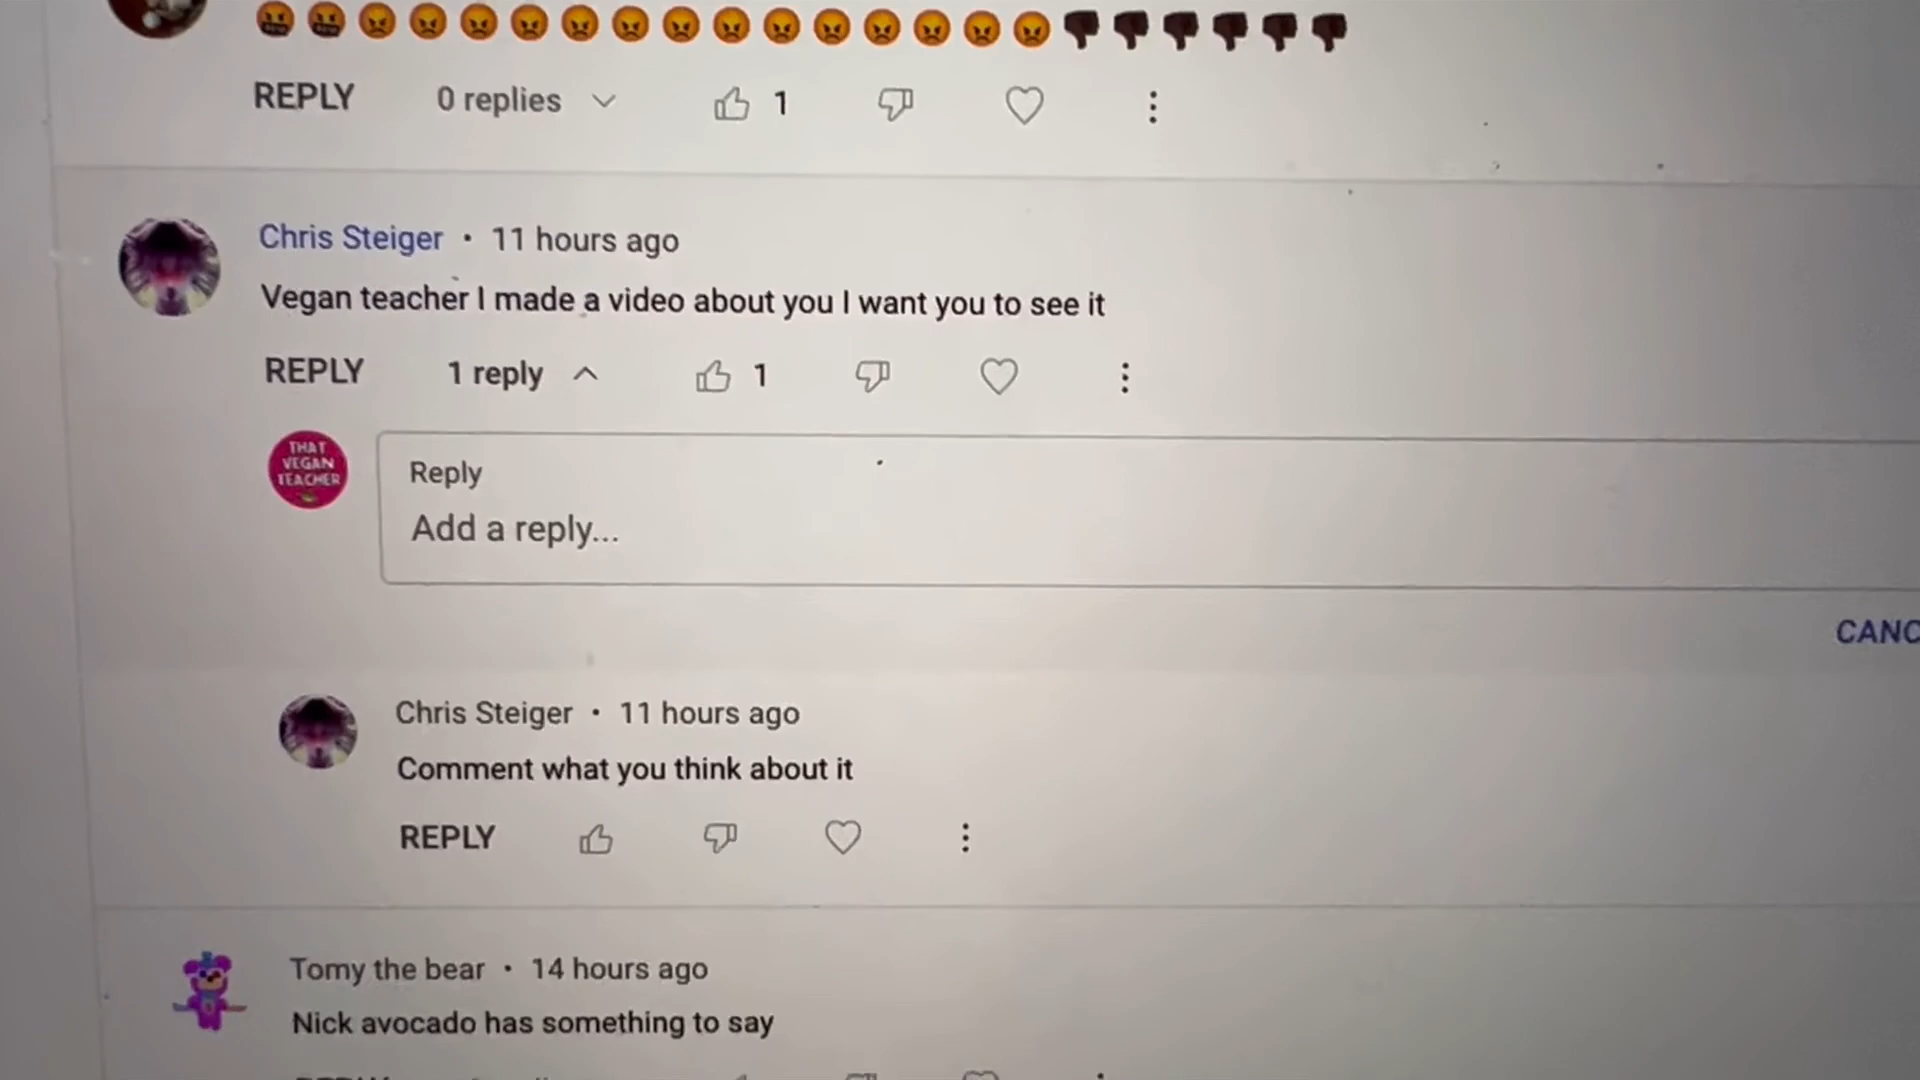 REPLY 0 replies 1
Chris Steiger • 11 hours ago
Vegan teacher I made a video about you I want you to see it
REPLY 1 reply 1
THAT
VEGAN
TEACHER
Reply
Add a reply...
CANC
Chris Steiger • 11 hours ago
Comment what you think about it
REPLY
Tomy the bear • 14 hours ago
Nick avocado has something to say